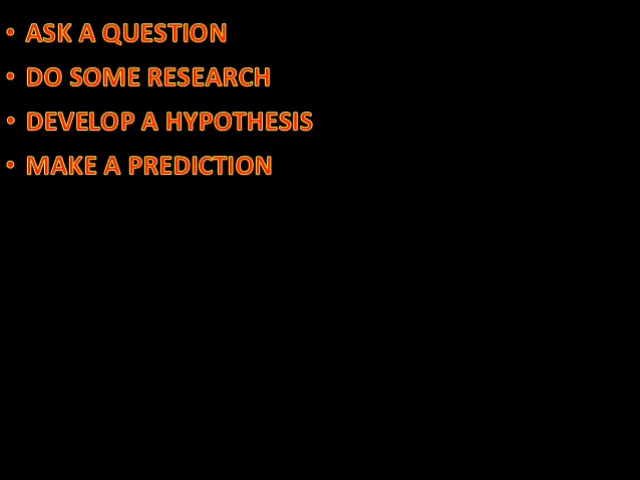 • ASK A QUESTION
• DO SOME RESEARCH
• DEVELOP A HYPOTHESIS
• MAKE A PREDICTION